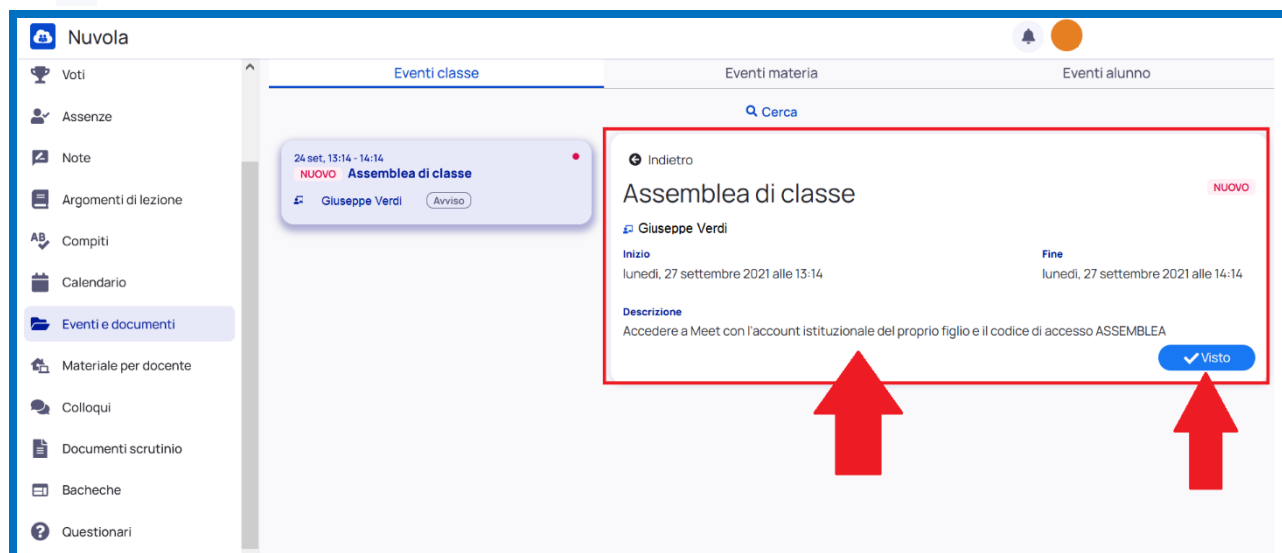 Nuvola
Voti
Assenze
Note
Argomenti di lezione
Compiti
Calendario
Eventi e documenti
Materiale per docente
Colloqui
Documenti scrutinio
Bacheche
Questionari
Eventi classe
Eventi materia
Eventi alunno
Cerca
24 set, 13:14 - 14:14
NUOVO Assemblea di classe
Giuseppe Verdi Avviso
Indietro
Assemblea di classe NUOVO
Giuseppe Verdi
Inizio Fine
lunedì, 27 settembre 2021 alle 13:14 lunedì, 27 settembre 2021 alle 14:14
Descrizione
Accedere a Meet con l'account istituzionale del proprio figlio e il codice di accesso ASSEMBLEA
Visto